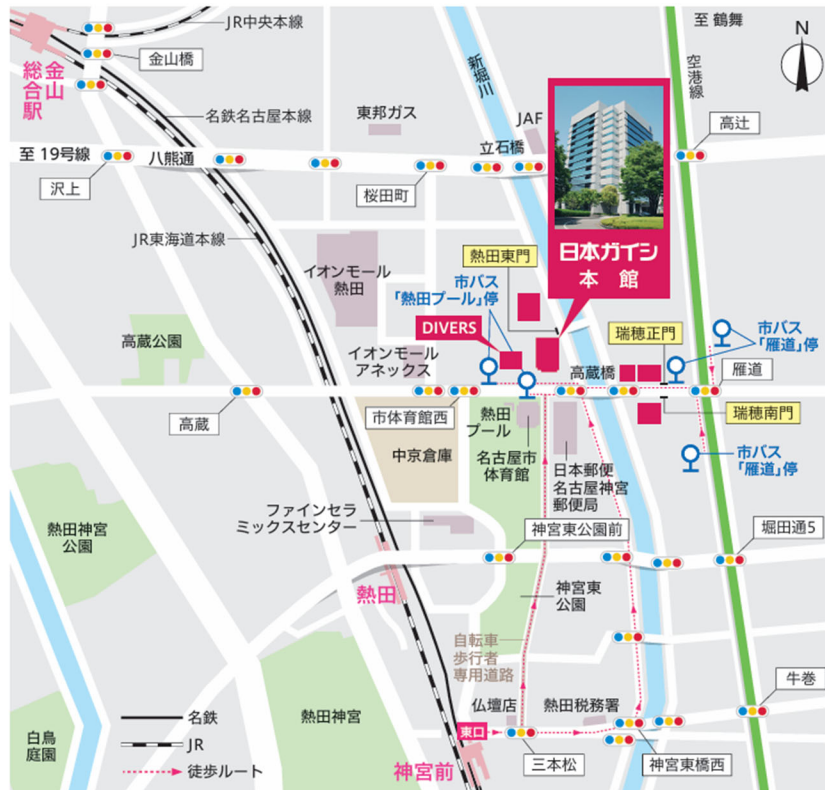 JR中央本線
至 鶴舞
N
金山橋
金山
総合駅
新堀川
空港線
名鉄名古屋本線
東邦ガス
JAF
高辻
至 19号線
八熊通
立石橋
沢上
桜田町
JR東海道本線
熱田東門
日本ガイシ
本 館
イオンモール
熱田
市バス
「熱田プール」停
DIVERS
瑞穂正門
市バス
「雁道」停
高蔵公園
イオンモール
アネックス
高蔵橋
雁道
高蔵
市体育館西
熱田
プール
瑞穂南門
中京倉庫
名古屋市
体育館
日本郵便
名古屋神宮
郵便局
市バス
「雁道」停
ファインセラ
ミックスセンター
熱田神宮
公園
神宮東公園前
堀田通5
熱田
神宮東
公園
自転車
歩行者
専用道路
牛巻
仏壇店
熱田税務署
名鉄
JR
徒歩ルート
熱田神宮
東口
白鳥
庭園
神宮前
三本松
神宮東橋西